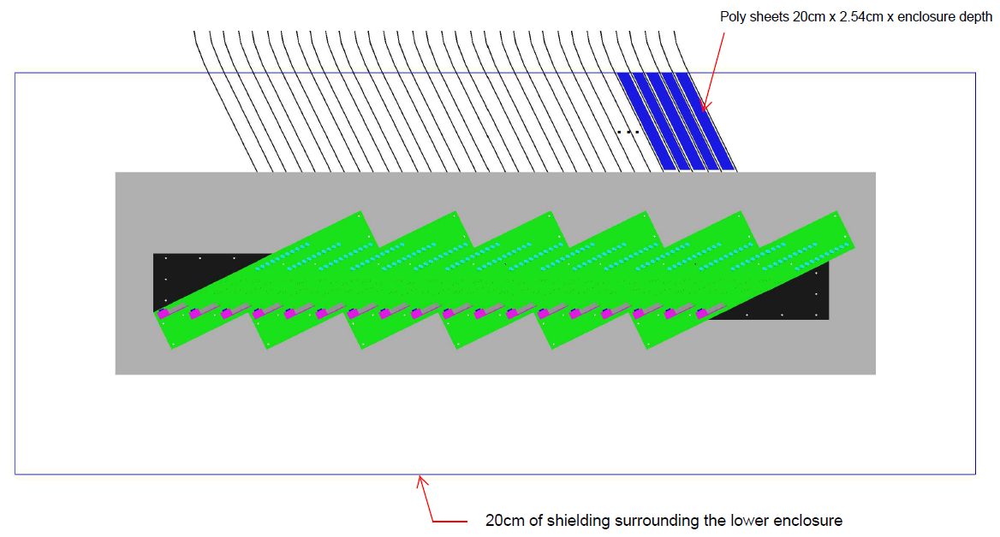 Poly sheets 20cm x 2.54cm x enclosure depth
...
20cm of shielding surrounding the lower enclosure